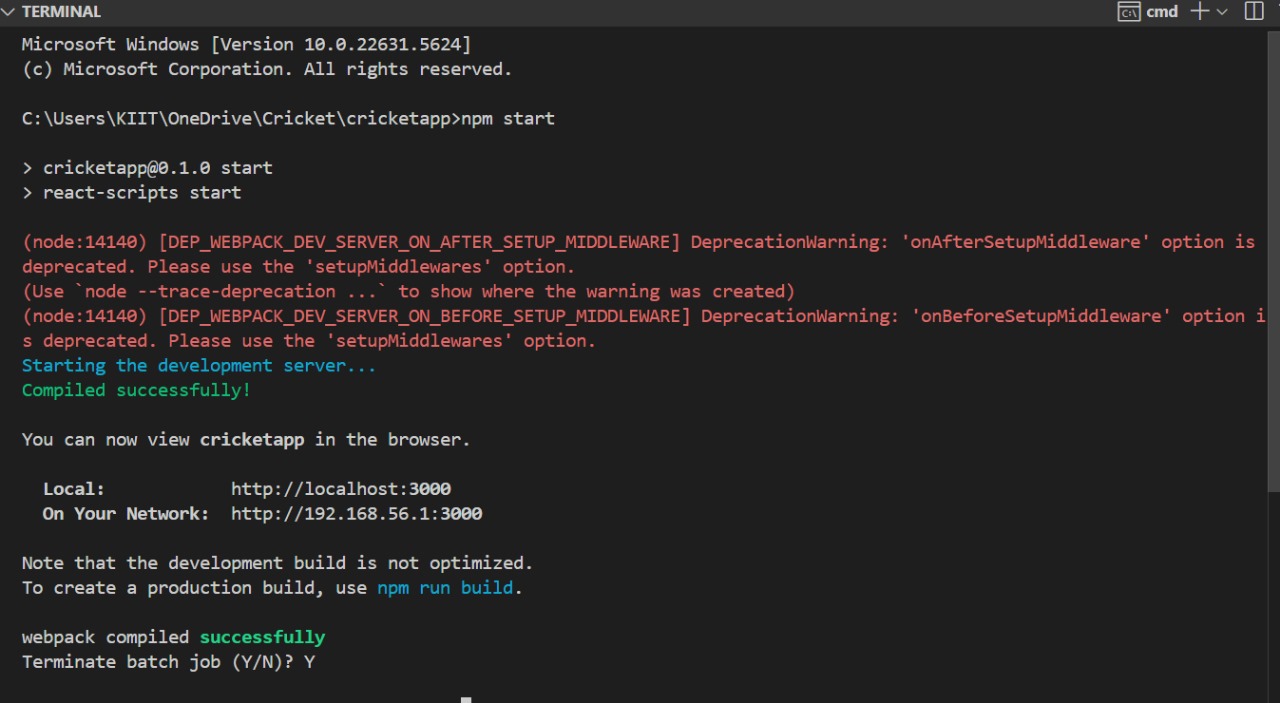 TERMINAL
cmd
Microsoft Windows [Version 10.0.22631.5624]
(c) Microsoft Corporation. All rights reserved.
C:\Users\KIIT\OneDrive\Cricket\cricketapp>npm start
> cricketapp@0.1.0 start
> react-scripts start
(node:14140) [DEP_WEBPACK_DEV_SERVER_ON_AFTER_SETUP_MIDDLEWARE] DeprecationWarning: 'onAfterSetupMiddleware' option is
deprecated. Please use the 'setupMiddlewares' option.
(Use `node --trace-deprecation ...` to show where the warning was created)
(node:14140) [DEP_WEBPACK_DEV_SERVER_ON_BEFORE_SETUP_MIDDLEWARE] DeprecationWarning: 'onBeforeSetupMiddleware' option i
s deprecated. Please use the 'setupMiddlewares' option.
Starting the development server...
Compiled successfully!
You can now view cricketapp in the browser.
Local: http://localhost:3000
On Your Network: http://192.168.56.1:3000
Note that the development build is not optimized.
To create a production build, use npm run build.
webpack compiled successfully
Terminate batch job (Y/N)? Y